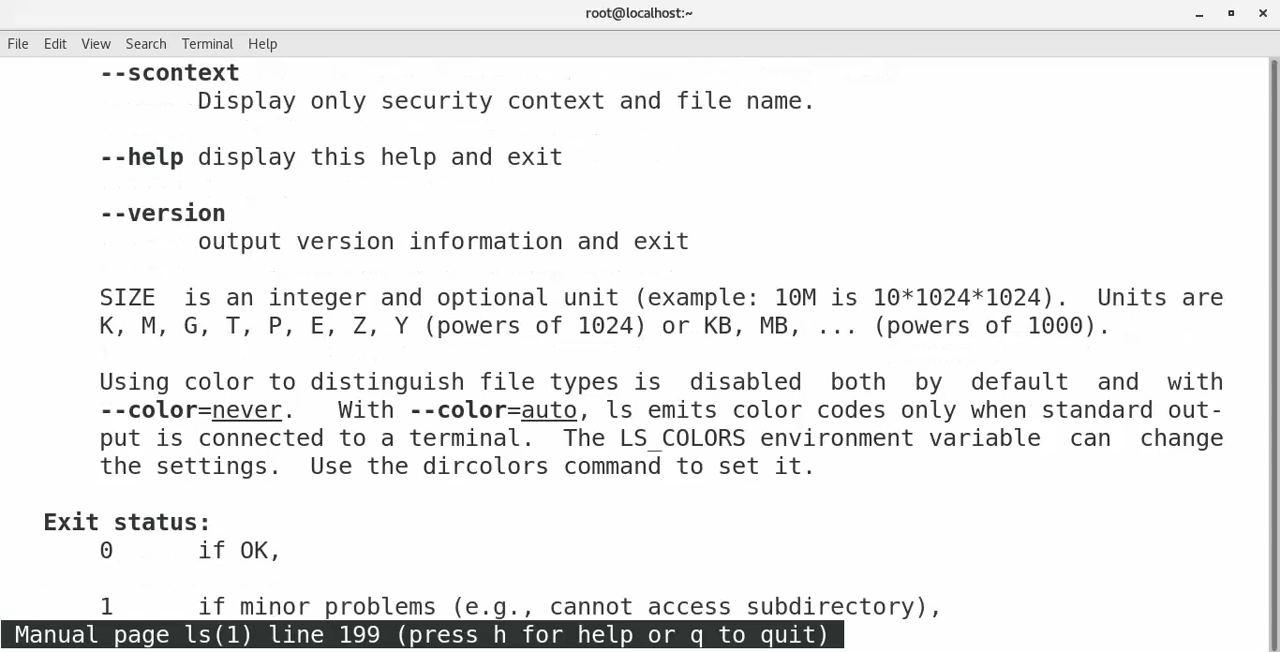 root@localhost:~
File Edit View Search Terminal Help
--scontext
Display only security context and file name.
--help display this help and exit
--version
output version information and exit
SIZE  is an integer and optional unit (example: 10M is 10*1024*1024).  Units are
K, M, G, T, P, E, Z, Y (powers of 1024) or KB, MB, ... (powers of 1000).
Using color to distinguish file types is  disabled  both  by  default  and  with
--color=never.   With --color=auto, ls emits color codes only when standard out-
put is connected to a terminal.  The LS_COLORS environment variable  can  change
the settings.  Use the dircolors command to set it.
Exit status:
0      if OK,
1      if minor problems (e.g., cannot access subdirectory),
Manual page ls(1) line 199 (press h for help or q to quit)